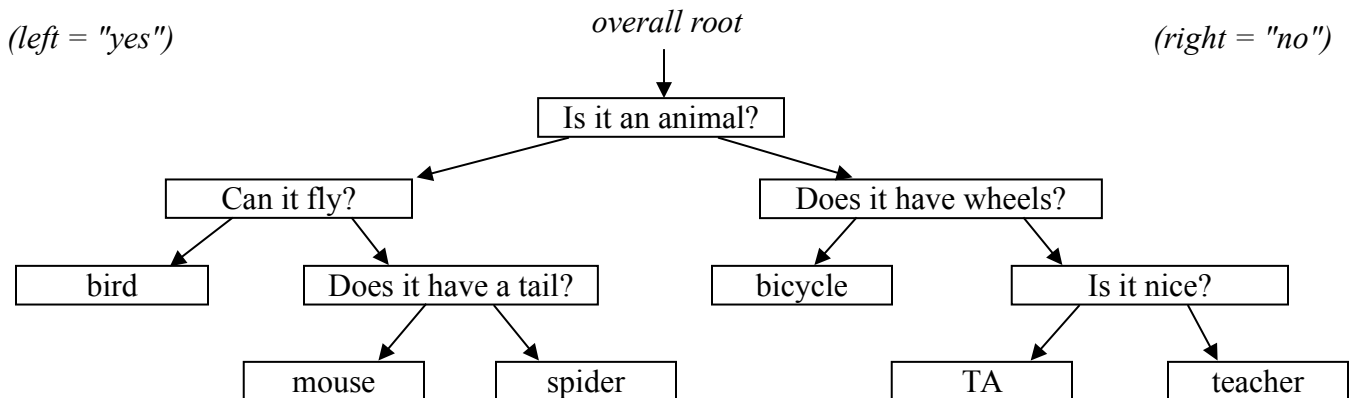 overall root
(left = "yes")
(right = "no")
Is it an animal?
Can it fly?
Does it have wheels?
bird
Does it have a tail?
bicycle
Is it nice?
mouse
spider
TA
teacher